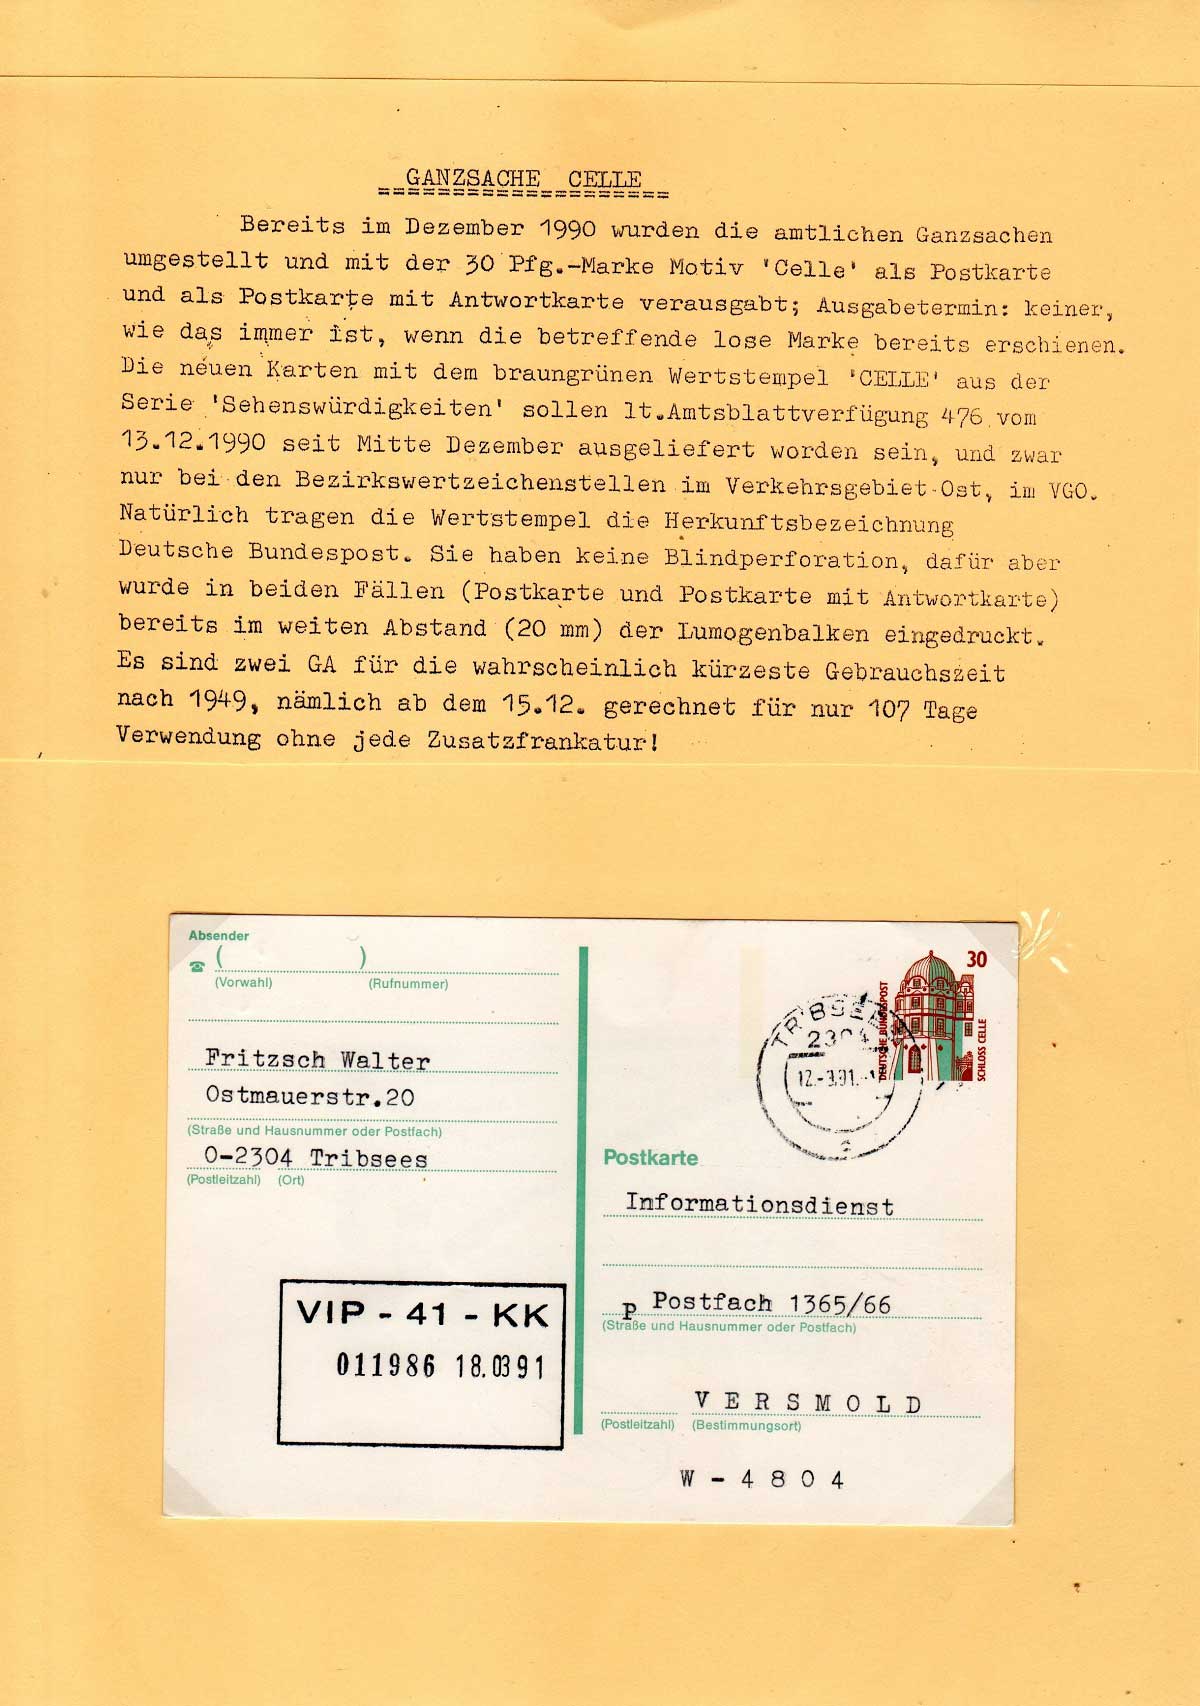 GANZSACHE CELLE
Bereits im Dezember 1990 wurden die amtlichen Ganzsachen
umgestellt und mit der 30 Pfg.-Marke Motiv 'Celle' als Postkarte
und als Postkarte mit Antwortkarte verausgabt; Ausgabetermin: keiner,
wie das immer ist, wenn die betreffende lose Marke bereits erschienen.
Die neuen Karten mit dem braungrünen Wertstempel 'CELLE' aus der
Serie 'Sehenswürdigkeiten' sollen lt.Amtsblattverfügung 476 vom
13.12.1990 seit Mitte Dezember ausgeliefert worden sein, und zwar
nur bei den Bezirkswertzeichenstellen im Verkehrsgebiet Ost, im VGO.
Natürlich tragen die Wertstempel die Herkunftsbezeichnung
Deutsche Bundespost. Sie haben keine Blindperforation, dafür aber
wurde in beiden Fällen (Postkarte und Postkarte mit Antwortkarte)
bereits im weiten Abstand (20 mm) der Lumogenbalken eingedruckt.
Es sind zwei GA für die wahrscheinlich kürzeste Gebrauchszeit
nach 1949, nämlich ab dem 15.12. gerechnet für nur 107 Tage
Verwendung ohne jede Zusatzfrankatur!
Absender
☎ ( )
(Vorwahl) (Rufnummer)
Fritzsch Walter
Ostmauerstr.20
(Straße und Hausnummer oder Postfach)
O-2304 Tribsees
(Postleitzahl) (Ort)
VIP - 41 - KK
011986 18.03 91
30
DEUTSCHE BUNDESPOST
SCHLOSS CELLE
TRIBSEES
2304
12.-3.91.
Postkarte
Informationsdienst
p Postfach 1365/66
(Straße und Hausnummer oder Postfach)
VERSMOLD
(Postleitzahl) (Bestimmungsort)
W - 4804